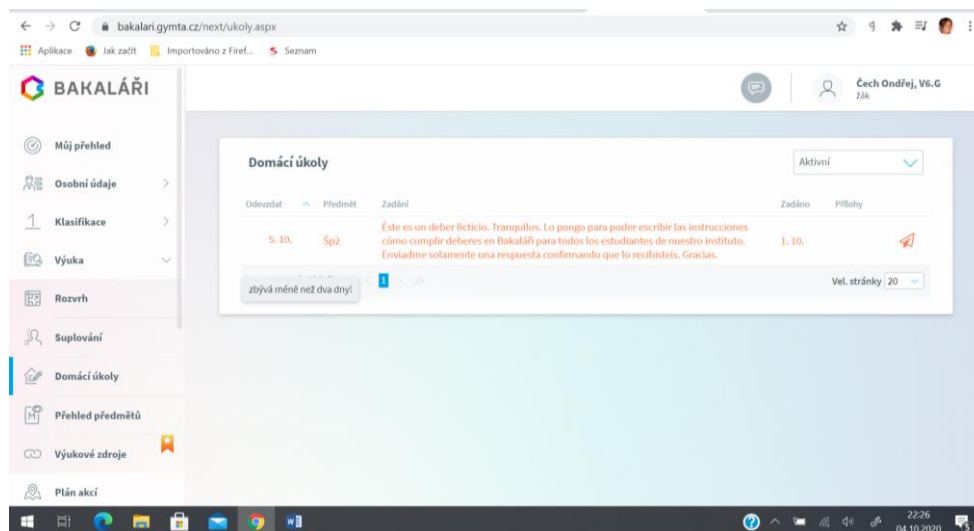 bakalari.gymta.cz/next/ukoly.aspx
Aplikace Jak začít Importováno z Firef... Seznam
BAKALÁŘI
Čech Ondřej, V6.G
žák
Můj přehled
Osobní údaje
Klasifikace
Výuka
Rozvrh
Suplování
Domácí úkoly
Přehled předmětů
Výukové zdroje
Plán akcí
Domácí úkoly
Aktivní
Odevzdat Předmět Zadání Zadáno Přílohy
5. 10. Šp2
Éste es un deber ficticio. Tranquilos. Lo pongo para poder escribir las instrucciones
cómo cumplir deberes en Bakaláři para todos los estudiantes de nuestro instituto.
Enviadme solamente una respuesta confirmando que lo recibisteis. Gracias.
1. 10.
zbývá méně než dva dny!
1
Vel. stránky 20
22:26
04.10.2020